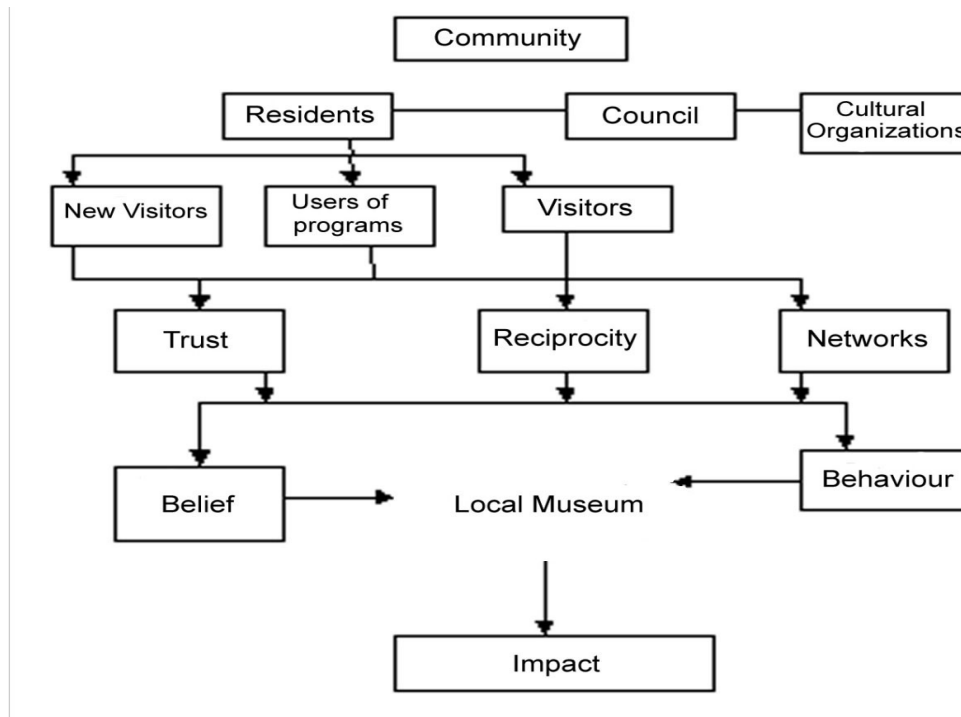 Community
Residents
Council
Cultural
Organizations
New Visitors
Users of
programs
Visitors
Trust
Reciprocity
Networks
Belief
Local Museum
Behaviour
Impact